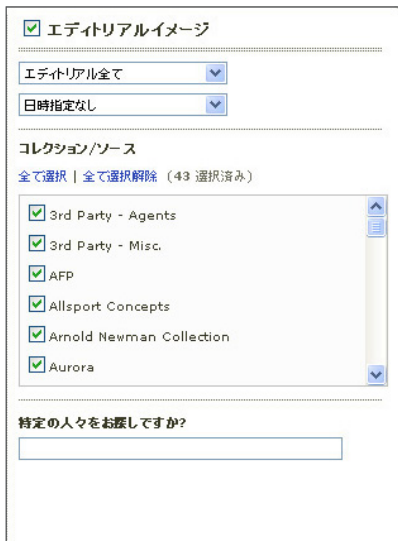 エディトリアルイメージ
エディトリアル全て
日時指定なし
コレクション/ソース
全て選択 | 全て選択解除 (43 選択済み)
3rd Party - Agents
3rd Party - Misc.
AFP
Allsport Concepts
Arnold Newman Collection
Aurora
特定の人々をお探しですか?